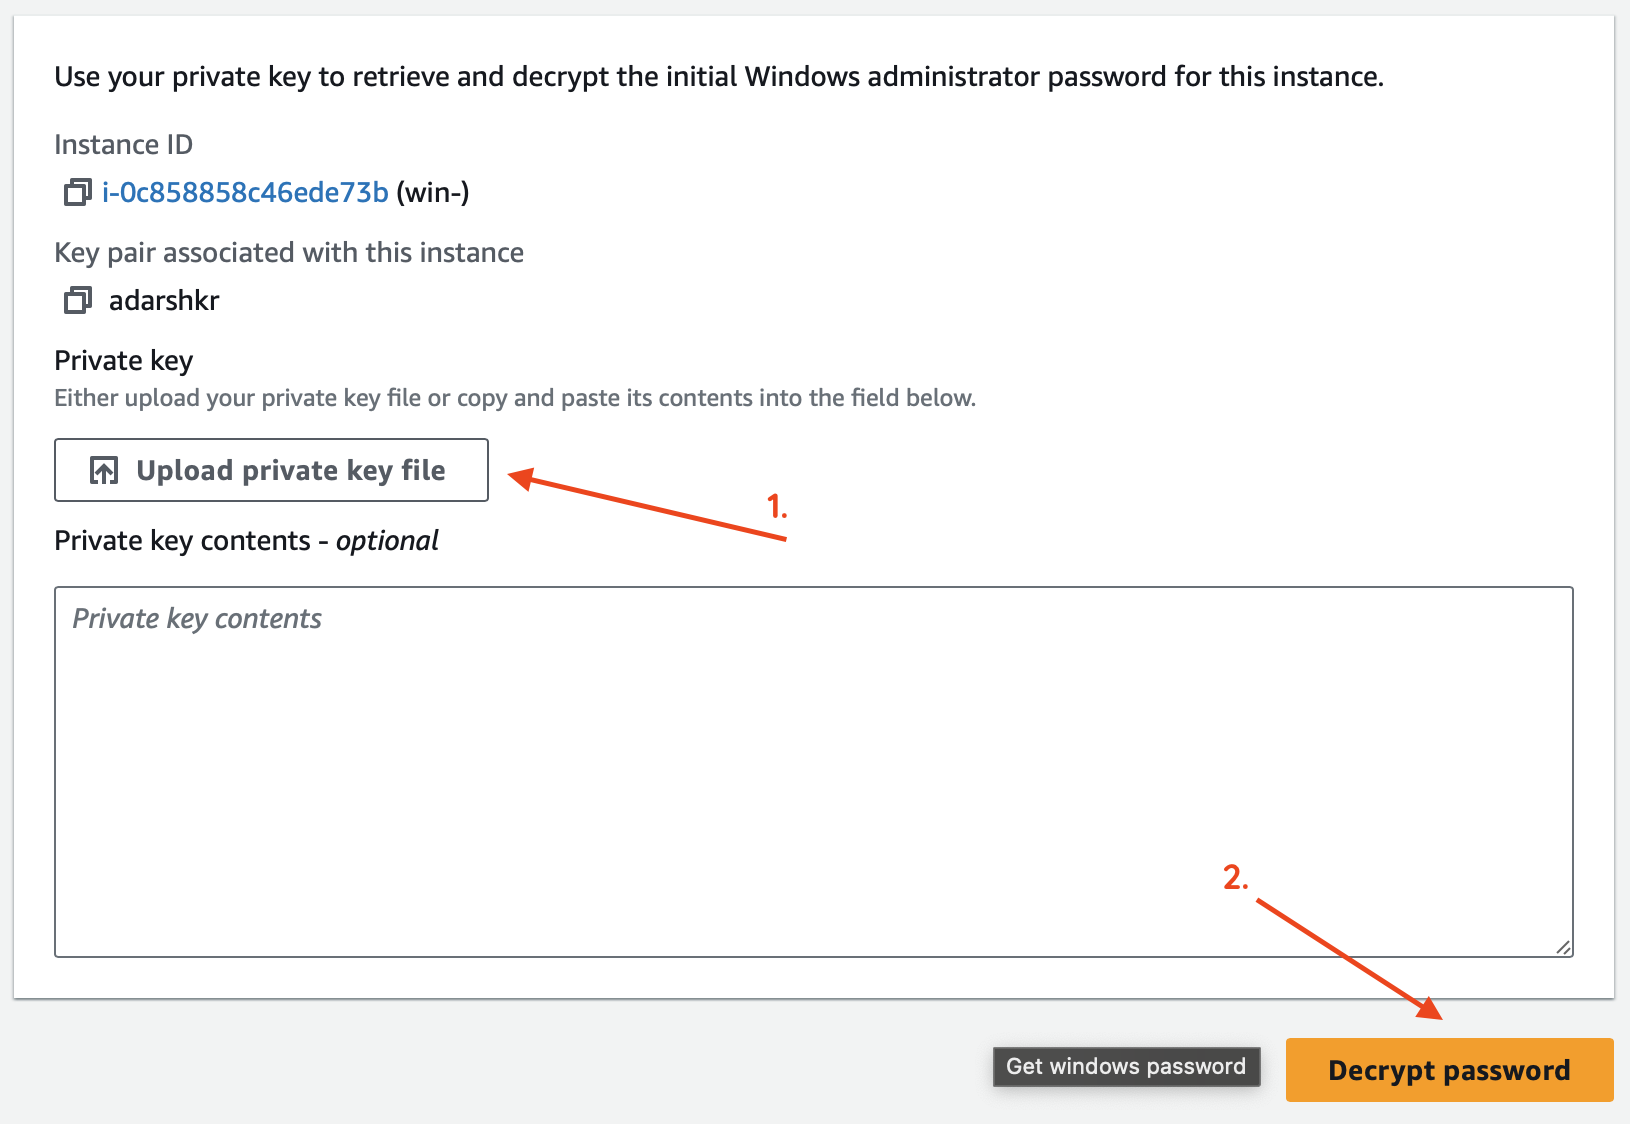 Use your private key to retrieve and decrypt the initial Windows administrator password for this instance.
Instance ID
i-0c858858c46ede73b (win-)
Key pair associated with this instance
adarshkr
Private key
Either upload your private key file or copy and paste its contents into the field below.
Upload private key file
1.
Private key contents - optional
Private key contents
2.
Get windows password
Decrypt password